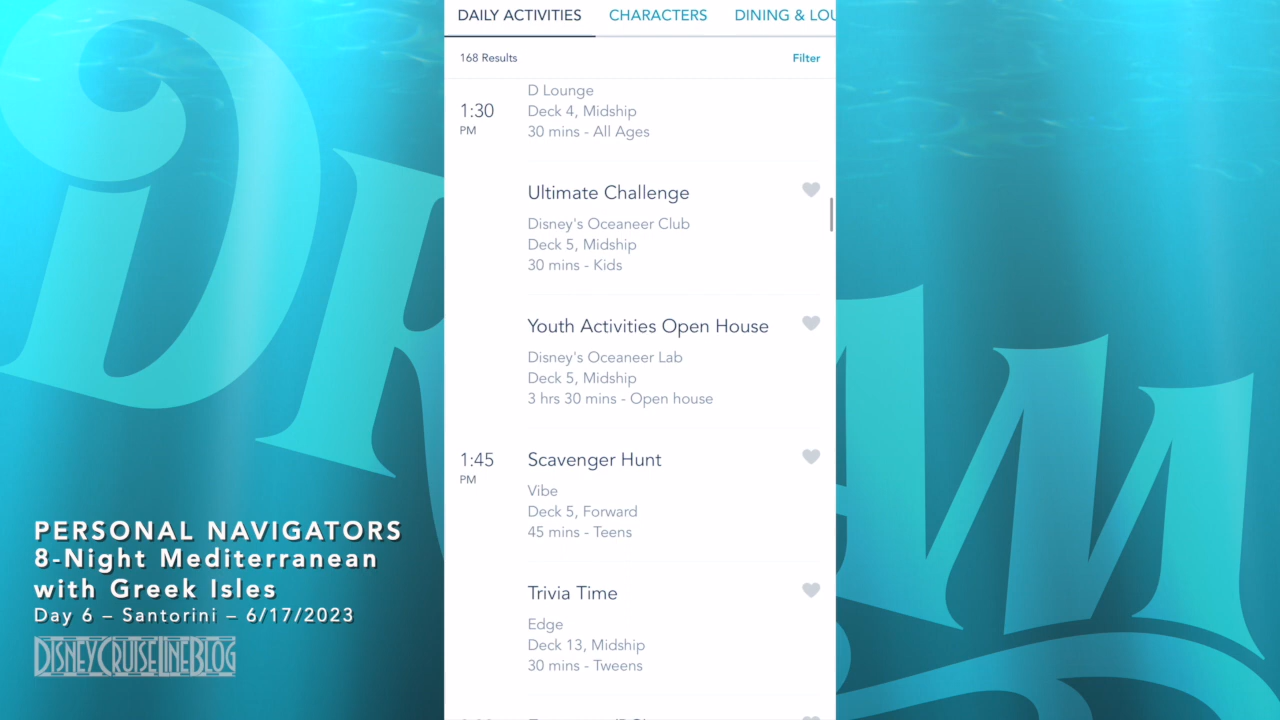 DREAM
DAILY ACTIVITIES
CHARACTERS
DINING & LOU
168 Results
Filter
D Lounge
1:30
PM
Deck 4, Midship
30 mins - All Ages
Ultimate Challenge
Disney's Oceaneer Club
Deck 5, Midship
30 mins - Kids
Youth Activities Open House
Disney's Oceaneer Lab
Deck 5, Midship
3 hrs 30 mins - Open house
1:45
PM
Scavenger Hunt
Vibe
Deck 5, Forward
45 mins - Teens
Trivia Time
Edge
Deck 13, Midship
30 mins - Tweens
PERSONAL NAVIGATORS
8-Night Mediterranean
with Greek Isles
Day 6 – Santorini – 6/17/2023
DISNEYCRUISELINEBLOG